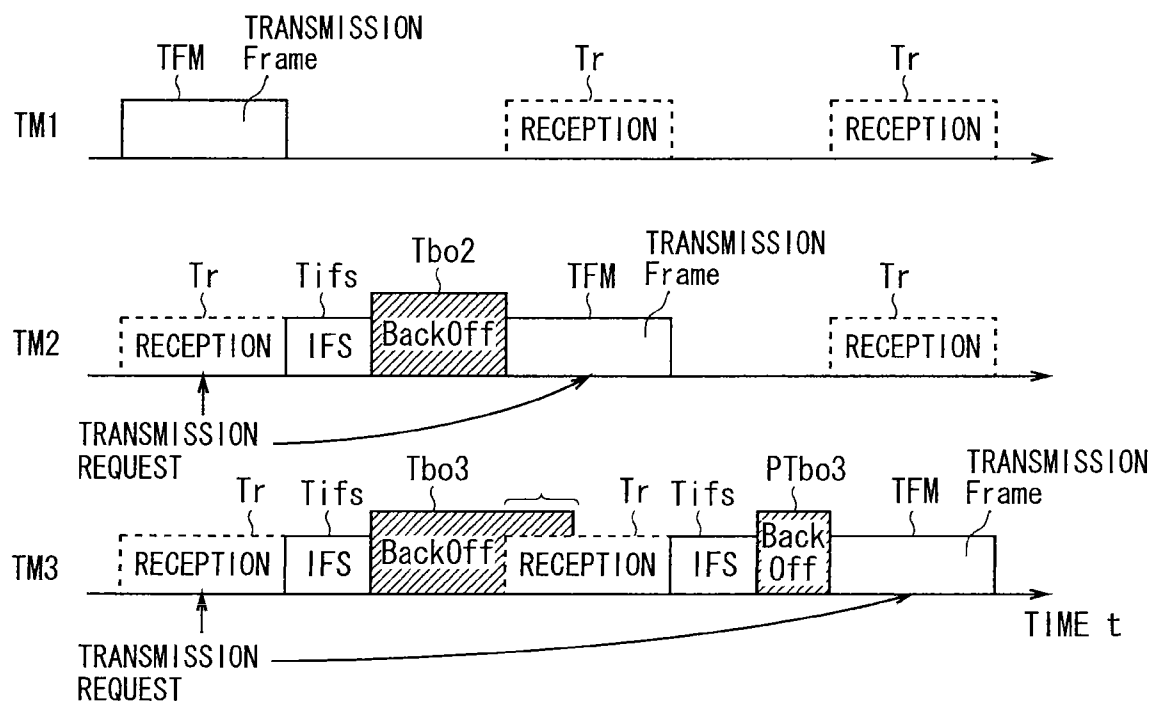 TRANSMISSION
TFM Frame Tr Tr
TM1 RECEPTION RECEPTION
TRANSMISSION
Tbo2
Tr Tifs TFM Frame Tr
TM2 RECEPTION IFS BackOff RECEPTION
TRANSMISSION
REQUEST
Tbo3 PTbo3 TRANSMISSION
Tr Tifs Tr Tifs TFM Frame
TM3 RECEPTION IFS BackOff RECEPTION IFS Back
Off
TIME t
TRANSMISSION
REQUEST